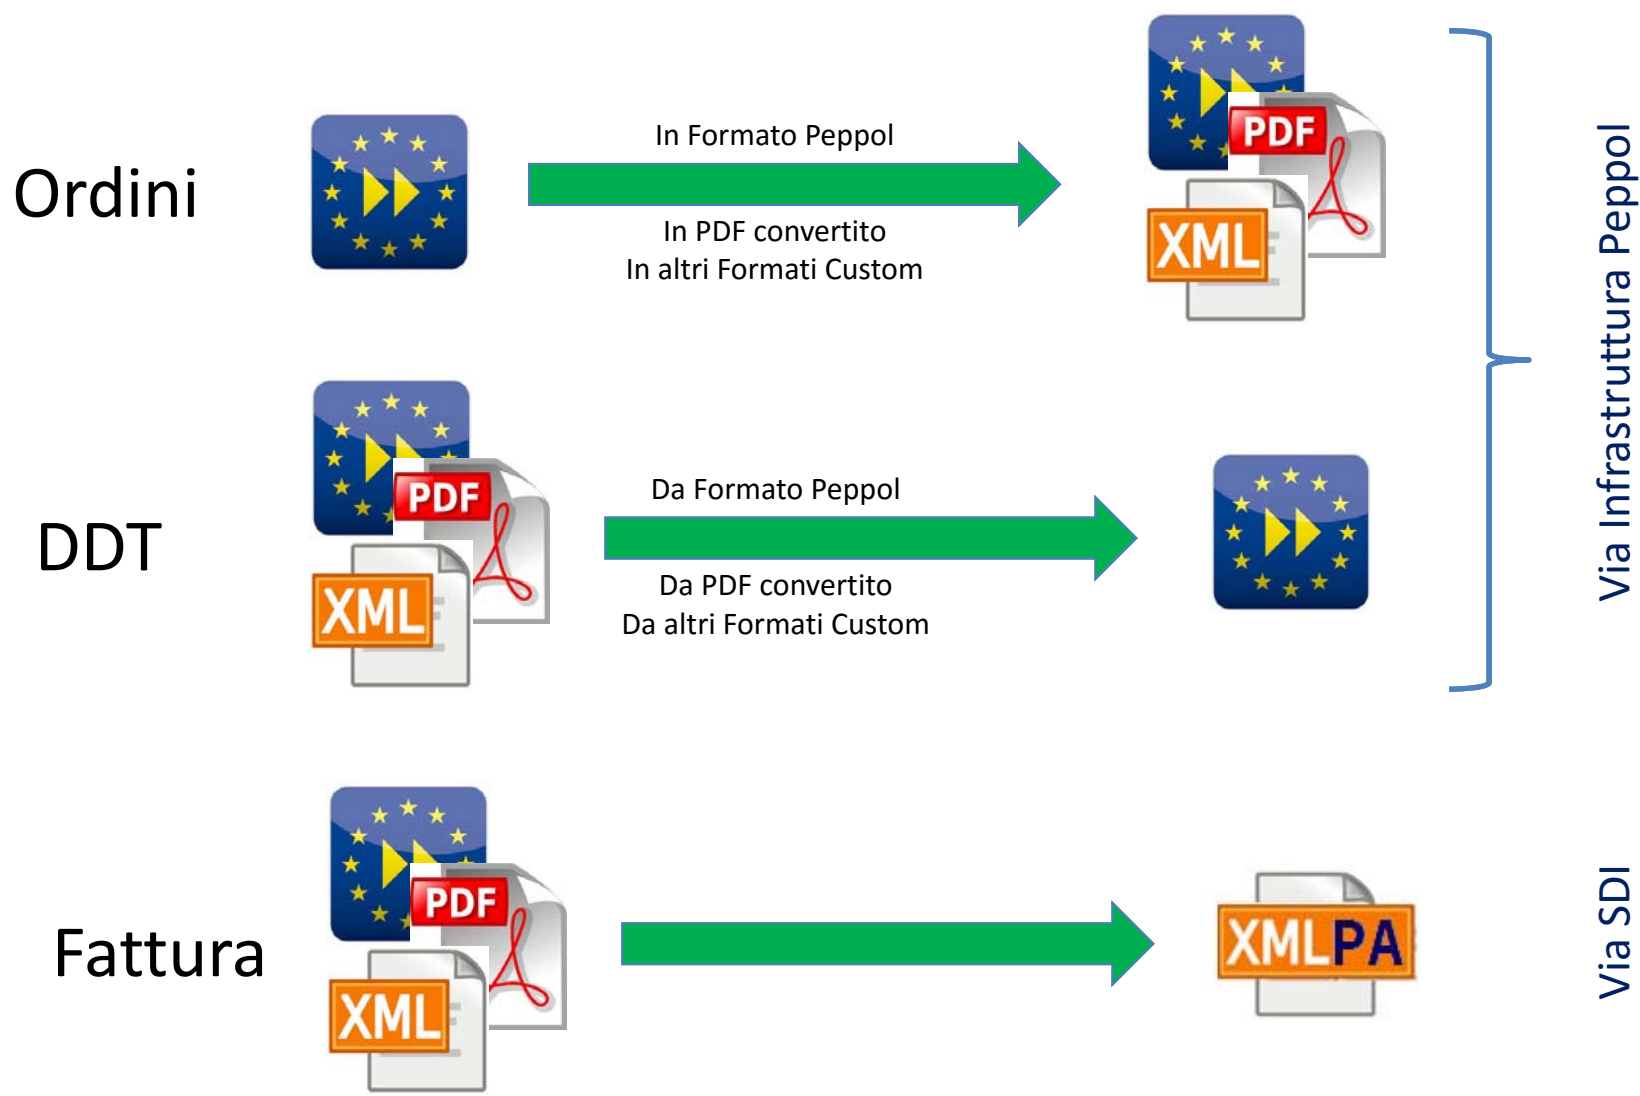 Ordini
In Formato Peppol
In PDF convertito
In altri Formati Custom
PDF
XML
DDT
PDF
XML
Da Formato Peppol
Da PDF convertito
Da altri Formati Custom
Via Infrastruttura Peppol
Fattura
PDF
XML
XMLPA
Via SDI